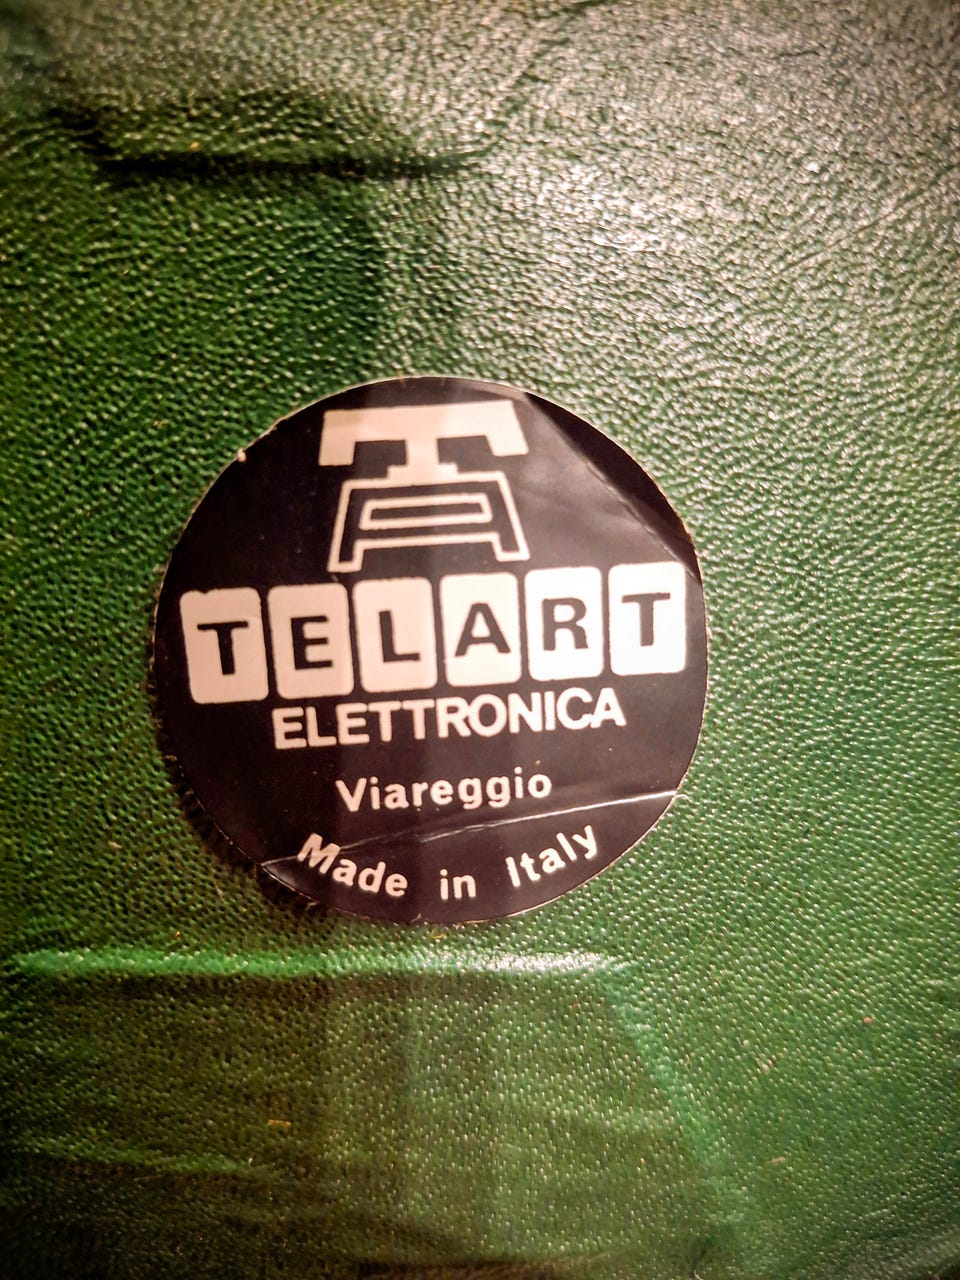 TELART
ELETTRONICA
Viareggio
Made in Italy